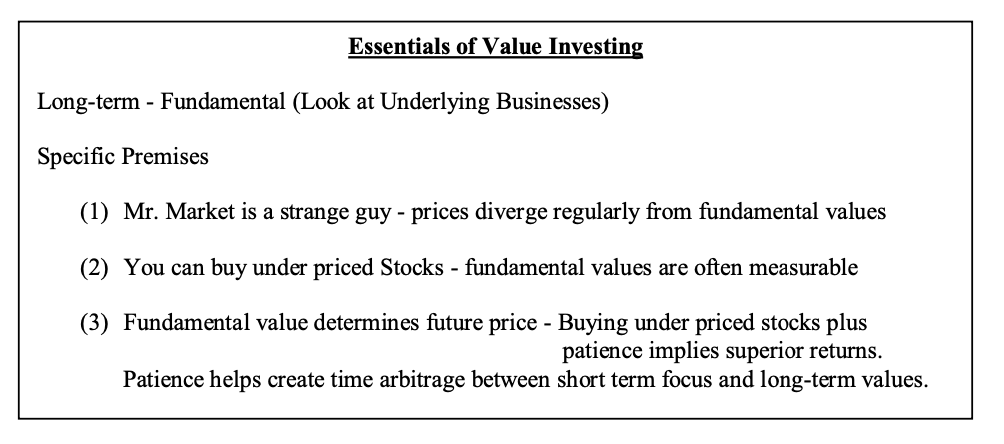 Essentials of Value Investing
Long-term - Fundamental (Look at Underlying Businesses)
Specific Premises
(1) Mr. Market is a strange guy - prices diverge regularly from fundamental values
(2) You can buy under priced Stocks - fundamental values are often measurable
(3) Fundamental value determines future price - Buying under priced stocks plus
patience implies superior returns.
Patience helps create time arbitrage between short term focus and long-term values.